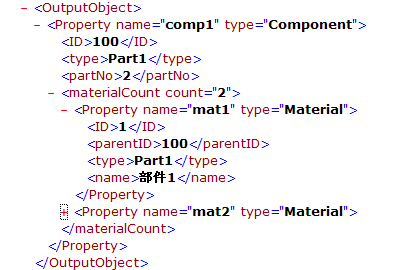 - <OutputObject>
- <Property name="comp1" type="Component">
<ID>100</ID>
<type>Part1</type>
<partNo>2</partNo>
- <materialCount count="2">
- <Property name="mat1" type="Material">
<ID>1</ID>
<parentID>100</parentID>
<type>Part1</type>
<name>部件1</name>
</Property>
+ <Property name="mat2" type="Material">
</materialCount>
</Property>
</OutputObject>